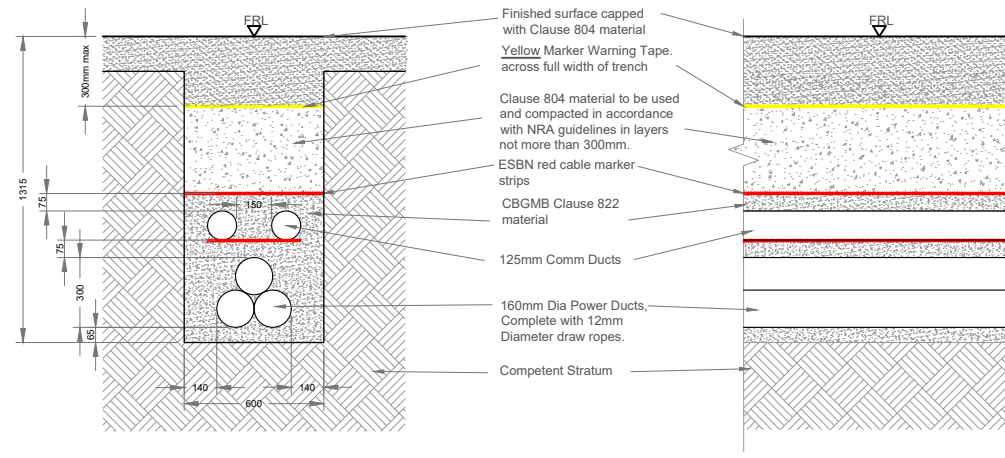 FRL
Finished surface capped
with Clause 804 material
FRL
Yellow Marker Warning Tape.
across full width of trench
300mm max
Clause 804 material to be used
and compacted in accordance
with NRA guidelines in layers
not more than 300mm.
ESBN red cable marker
strips
1315
75
150
CBGMB Clause 822
material
75
125mm Comm Ducts
300
160mm Dia Power Ducts,
Complete with 12mm
Diameter draw ropes.
65
Competent Stratum
140
140
600